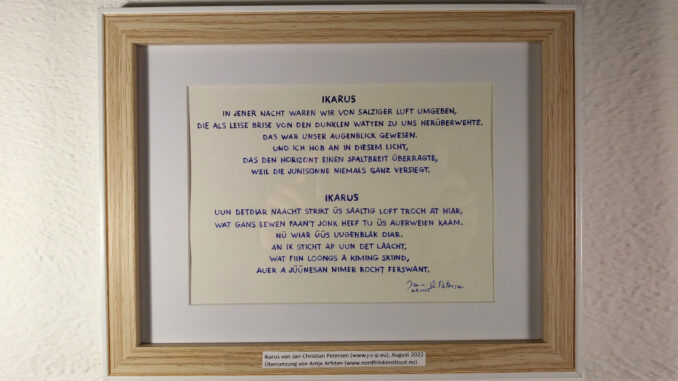 IKARUS
IN JENER NACHT WAREN WIR VON SALZIGER LUFT UMGEBEN,
DIE ALS LEISE BRISE VON DEN DUNKLEN WATTEN ZU UNS HERÜBERWEHTE.
DAS WAR UNSER AUGENBLICK GEWESEN.
UND ICH HOB AN IN DIESEM LICHT,
DAS DEN HORIZONT EINEN SPALTBREIT ÜBERRAGTE,
WEIL DIE JUNISONNE NIEMALS GANZ VERSIEGT.
IKARUS
UUN DETDIAR NAACHT STRIKT ÜS SAALTIG LOFT TROCH AT HIAR,
WAT GANS EEWEN FAAN'T JONK HEEF TU ÜS AUERWEIEN KAAM.
NÜ WIAR ÜÜS UUGENBLAK DIAR.
AN IK STICHT AP UUN DET LAACHT,
WAT FIIN LOONGS A KIMING SKIIND,
AUER A JÜÜNESAN NIMER ROCHT FERSWÄNT.
Ikarus von Jan-Christian Petersen (www.j-c-p.eu), August 2022
Übersetzung von Antje Arfsten (www.nordfriiskinstituut.eu)